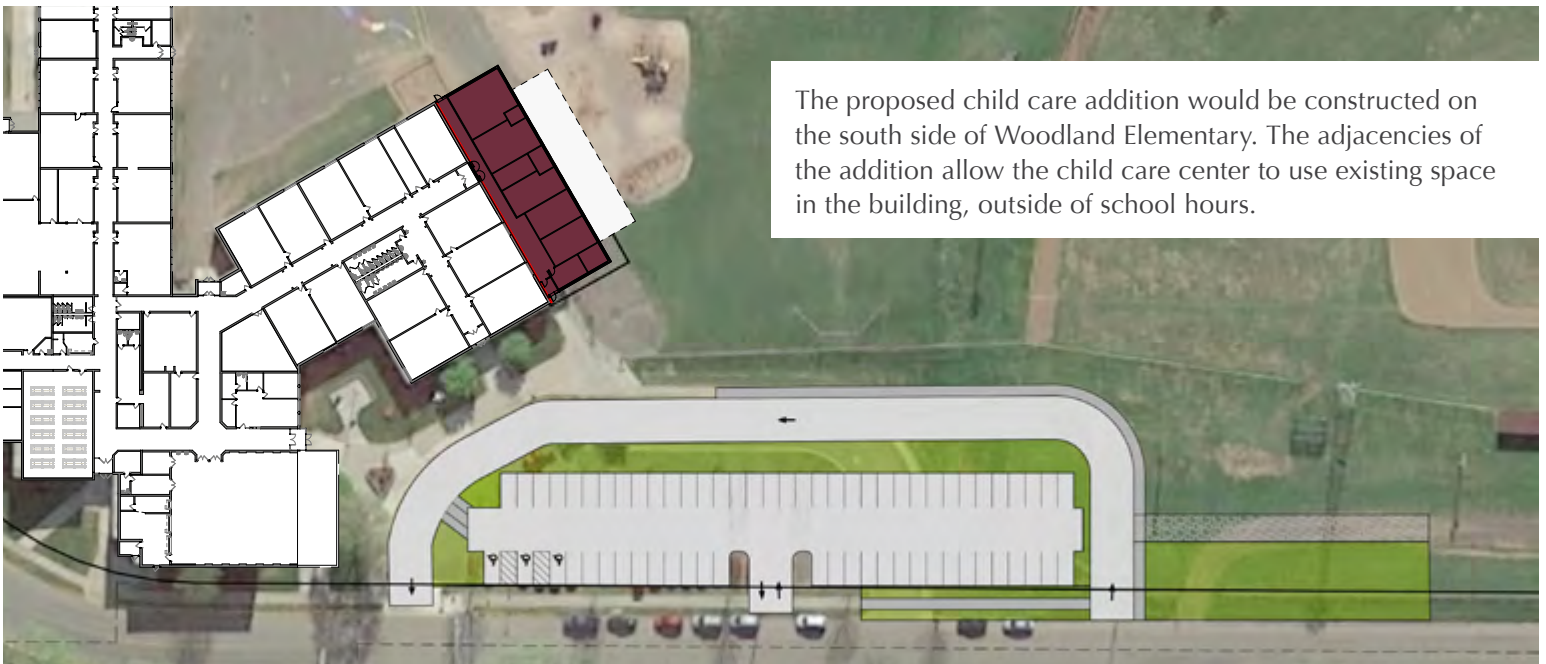 The proposed child care addition would be constructed on
the south side of Woodland Elementary. The adjacencies of
the addition allow the child care center to use existing space
in the building, outside of school hours.